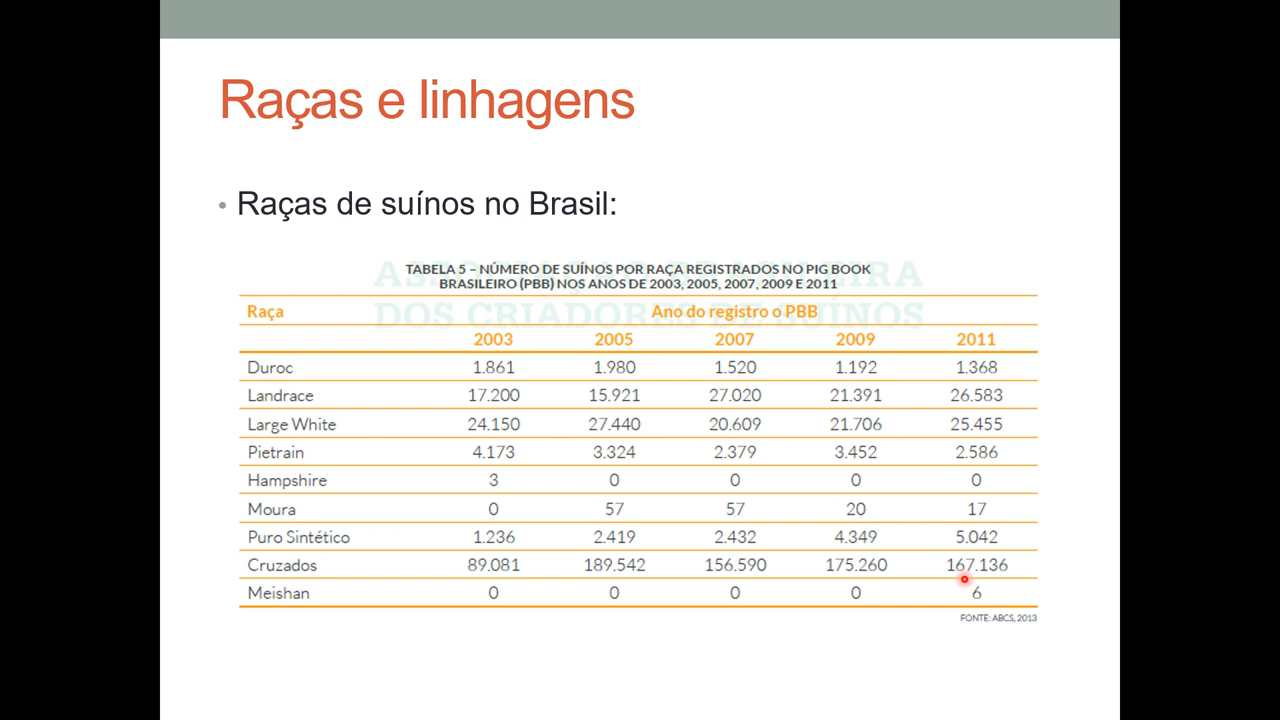 Raças e linhagens
• Raças de suínos no Brasil:
ASSOCIAÇÃO BRASILEIRA
DOS CRIADORES DE SUÍNOS
TABELA 5 – NÚMERO DE SUÍNOS POR RAÇA REGISTRADOS NO PIG BOOK
BRASILEIRO (PBB) NOS ANOS DE 2003, 2005, 2007, 2009 E 2011
Raça Ano do registro o PBB
2003 2005 2007 2009 2011
Duroc 1.861 1.980 1.520 1.192 1.368
Landrace 17.200 15.921 27.020 21.391 26.583
Large White 24.150 27.440 20.609 21.706 25.455
Pietrain 4.173 3.324 2.379 3.452 2.586
Hampshire 3 0 0 0 0
Moura 0 57 57 20 17
Puro Sintético 1.236 2.419 2.432 4.349 5.042
Cruzados 89.081 189.542 156.590 175.260 167.136
Meishan 0 0 0 0 6
FONTE: ABCS, 2013